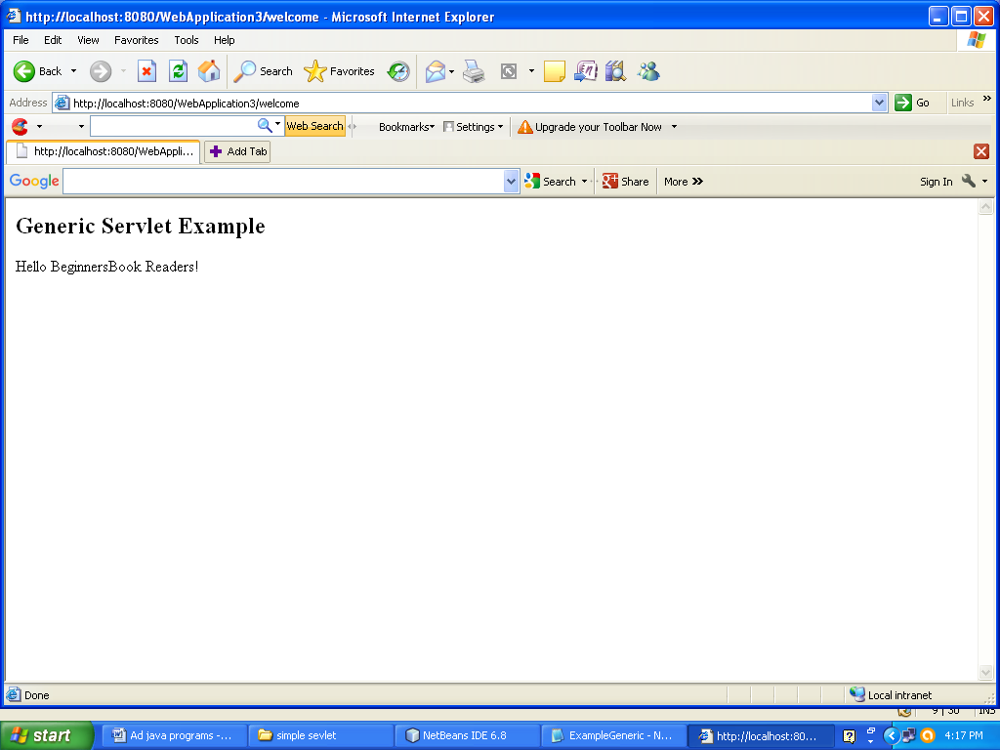 http://localhost:8080/WebApplication3/welcome - Microsoft Internet Explorer
File Edit View Favorites Tools Help
Back Search Favorites
Address http://localhost:8080/WebApplication3/welcome Go Links »
Web Search Bookmarks Settings Upgrade your Toolbar Now
http://localhost:8080/WebAppli... Add Tab
Google Search Share More » Sign In
Generic Servlet Example
Hello BeginnersBook Readers!
Done Local intranet
9 | 30 INS
start Ad java programs -... simple sevlet NetBeans IDE 6.8 ExampleGeneric - N... http://localhost:80... 4:17 PM